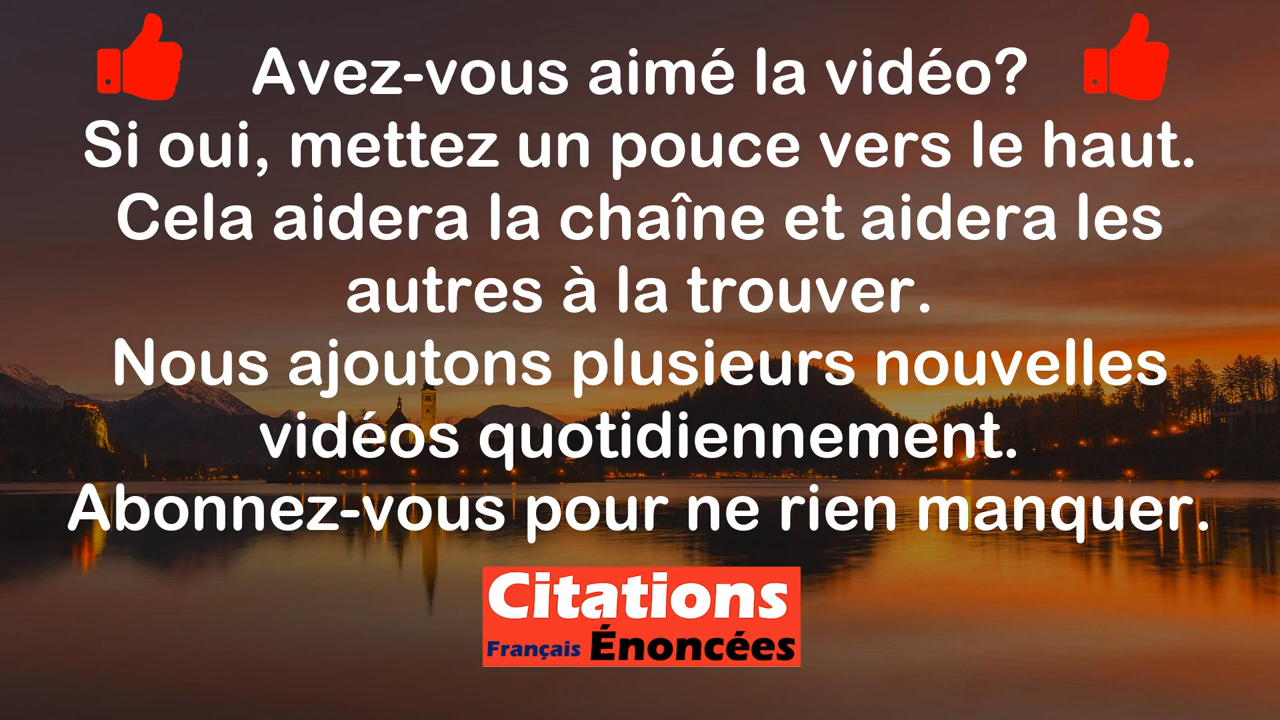 Avez-vous aimé la vidéo?
Si oui, mettez un pouce vers le haut.
Cela aidera la chaîne et aidera les
autres à la trouver.
Nous ajoutons plusieurs nouvelles
vidéos quotidiennement.
Abonnez-vous pour ne rien manquer.
Citations
Français Énoncées